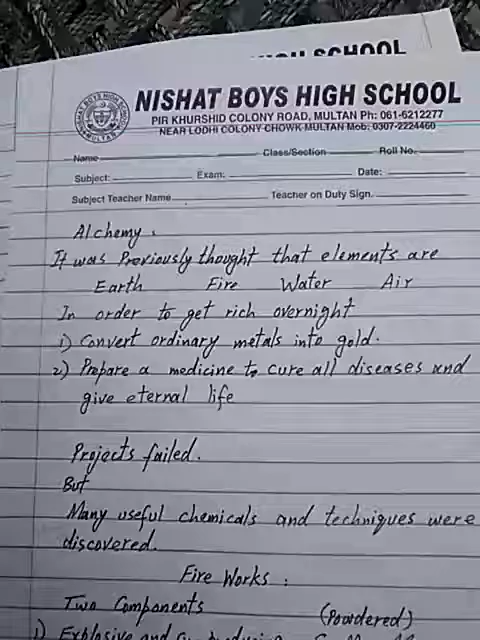 HIGH SCHOOL
NISHAT BOYS HIGH SCHOOL
PIR KHURSHID COLONY ROAD, MULTAN Ph: 061-6212277
NEAR LODHI COLONY CHOWK MULTAN Mob: 0307-2224460
Name Class/Section Roll No.
Subject: Exam: Date:
Subject Teacher Name Teacher on Duty Sign.
Alchemy :
It was Previously thought that elements are
Earth Fire Water Air
In order to get rich overnight
1) Convert ordinary metals into gold.
2) Prepare a medicine to cure all diseases and
give eternal life
Projects failed.
But
Many useful chemicals and techniques were
discovered.
Fire Works :
Two Components (Powdered)
1) Explosive and